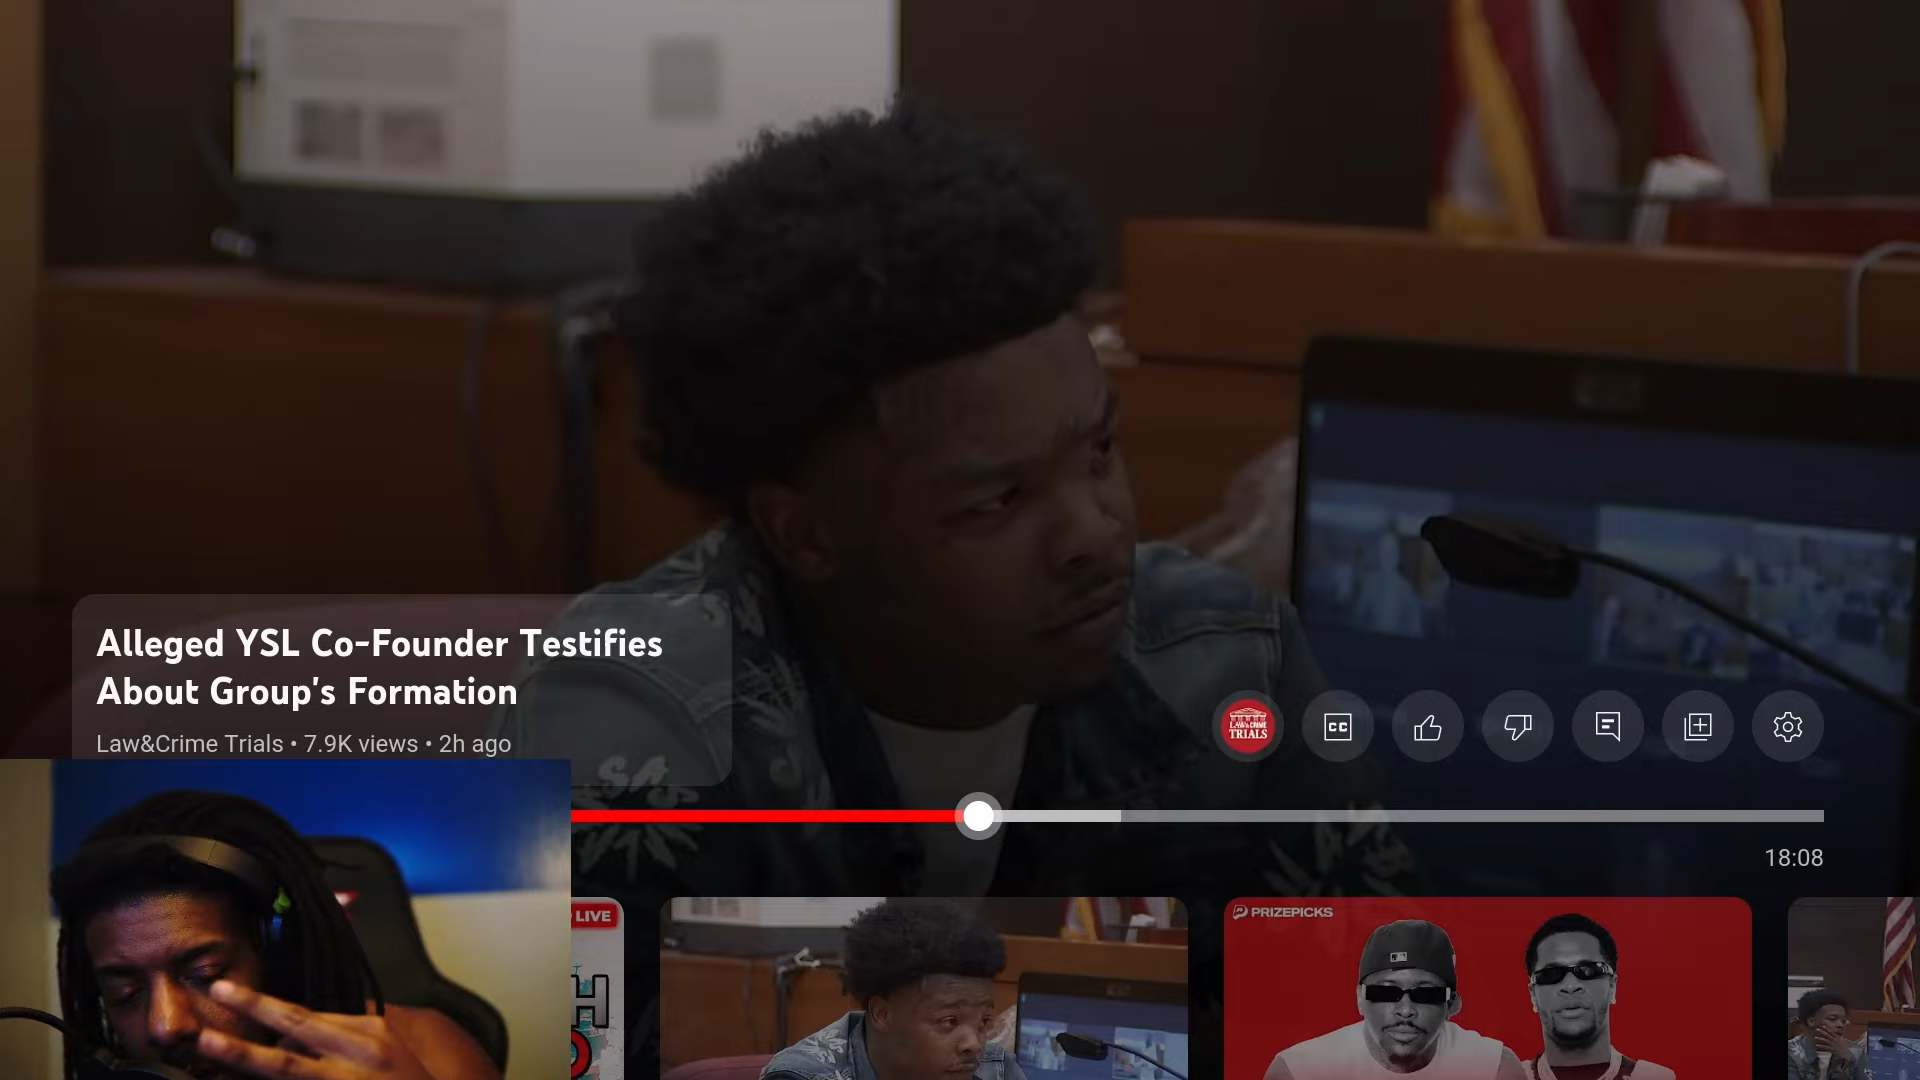 Alleged YSL Co-Founder Testifies
About Group's Formation
Law&Crime Trials • 7.9K views • 2h ago
LAW&CRIME
TRIALS
CC
18:08
LIVE
PRIZEPICKS
H